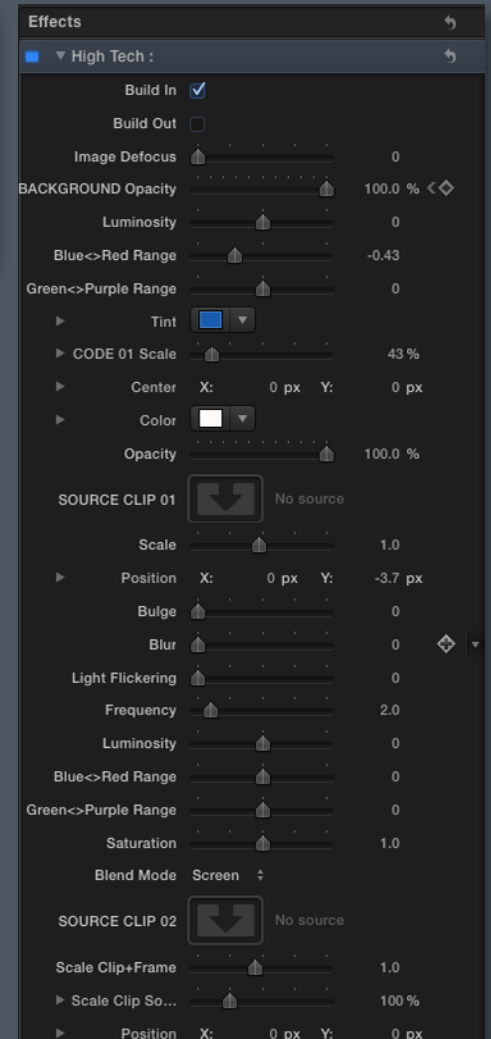 Effects
High Tech :
Build In
Build Out
Image Defocus 0
BACKGROUND Opacity 100.0 %
Luminosity 0
Blue<>Red Range -0.43
Green<>Purple Range 0
Tint
CODE 01 Scale 43 %
Center X: 0 px Y: 0 px
Color
Opacity 100.0 %
SOURCE CLIP 01 No source
Scale 1.0
Position X: 0 px Y: -3.7 px
Bulge 0
Blur 0
Light Flickering 0
Frequency 2.0
Luminosity 0
Blue<>Red Range 0
Green<>Purple Range 0
Saturation 1.0
Blend Mode Screen
SOURCE CLIP 02 No source
Scale Clip+Frame 1.0
Scale Clip So... 100 %
Position X: 0 px Y: 0 px